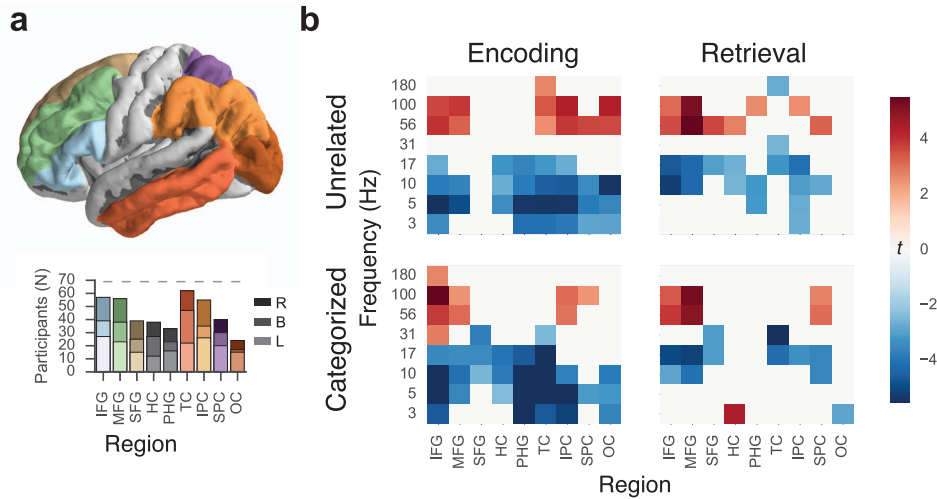 a
b
Encoding
Retrieval
Unrelated
Categorized
Frequency (Hz)
180
100
56
31
17
10
5
3
180
100
56
31
17
10
5
3
4
2
0
−2
−4
t
Participants (N)
70
60
50
40
30
20
10
0
R
B
L
IFG
MFG
SFG
HC
PHG
TC
IPC
SPC
OC
Region
IFG
MFG
SFG
HC
PHG
TC
IPC
SPC
OC
IFG
MFG
SFG
HC
PHG
TC
IPC
SPC
OC
Region